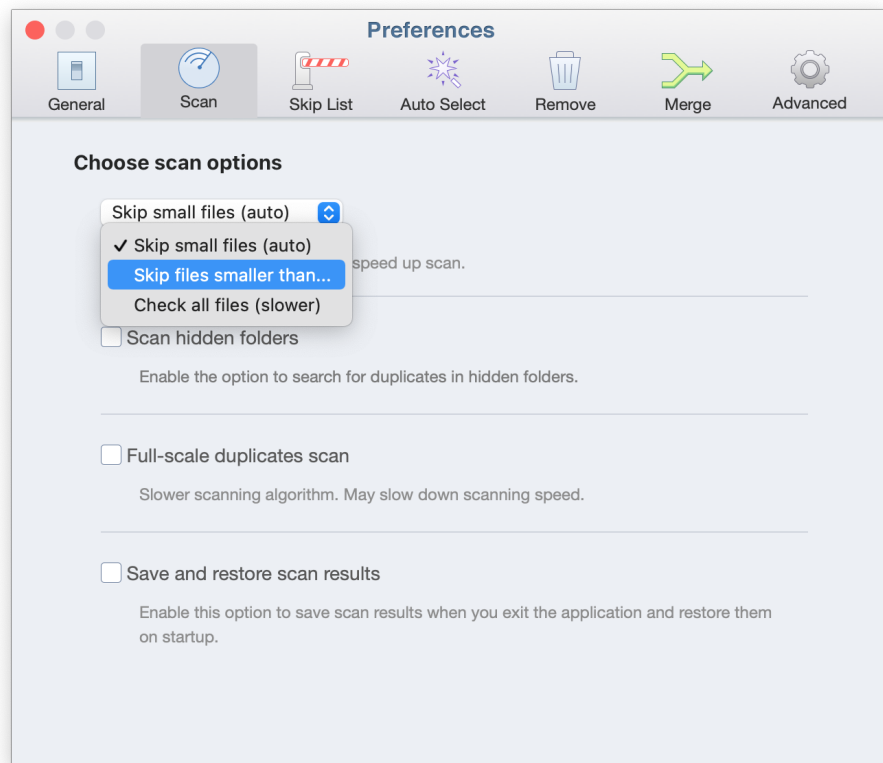 Preferences
General
Scan
Skip List
Auto Select
Remove
Merge
Advanced
Choose scan options
Skip small files (auto)
✓ Skip small files (auto)
Skip files smaller than...
speed up scan.
Check all files (slower)
Scan hidden folders
Enable the option to search for duplicates in hidden folders.
Full-scale duplicates scan
Slower scanning algorithm. May slow down scanning speed.
Save and restore scan results
Enable this option to save scan results when you exit the application and restore them
on startup.